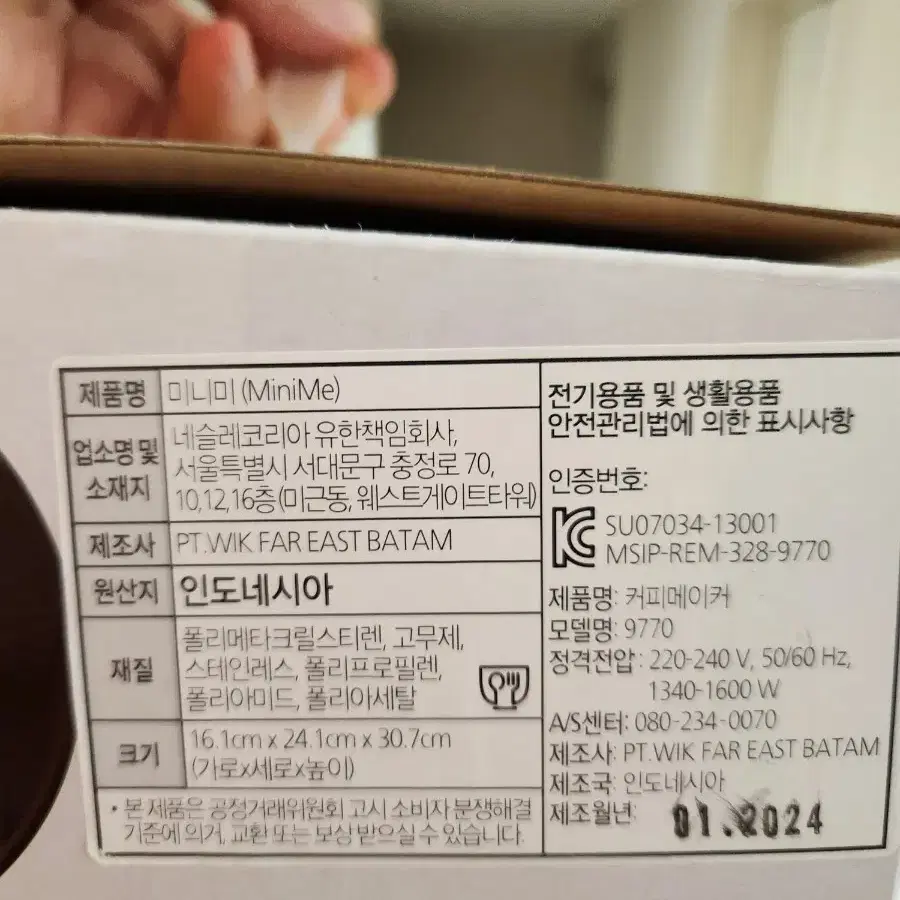 제품명 미니미 (MiniMe)
업소명 및 소재지
네슬레코리아 유한책임회사,
서울특별시 서대문구 충정로 70,
10,12,16층 (미근동, 웨스트게이트타워)
제조사 PT.WIK FAR EAST BATAM
원산지 인도네시아
재질
폴리메타크릴스티렌, 고무제,
스테인레스, 폴리프로필렌,
폴리아미드, 폴리아세탈
크기
16.1cm x 24.1cm x 30.7cm
(가로x세로x높이)
• 본 제품은 공정거래위원회 고시 소비자 분쟁해결
기준에 의거, 교환 또는 보상 받으실 수 있습니다.
전기용품 및 생활용품
안전관리법에 의한 표시사항
인증번호:
SU07034-13001
MSIP-REM-328-9770
제품명: 커피메이커
모델명: 9770
정격전압: 220-240 V, 50/60 Hz,
1340-1600 W
A/S센터: 080-234-0070
제조사: PT.WIK FAR EAST BATAM
제조국: 인도네시아
제조월년: 01.2024